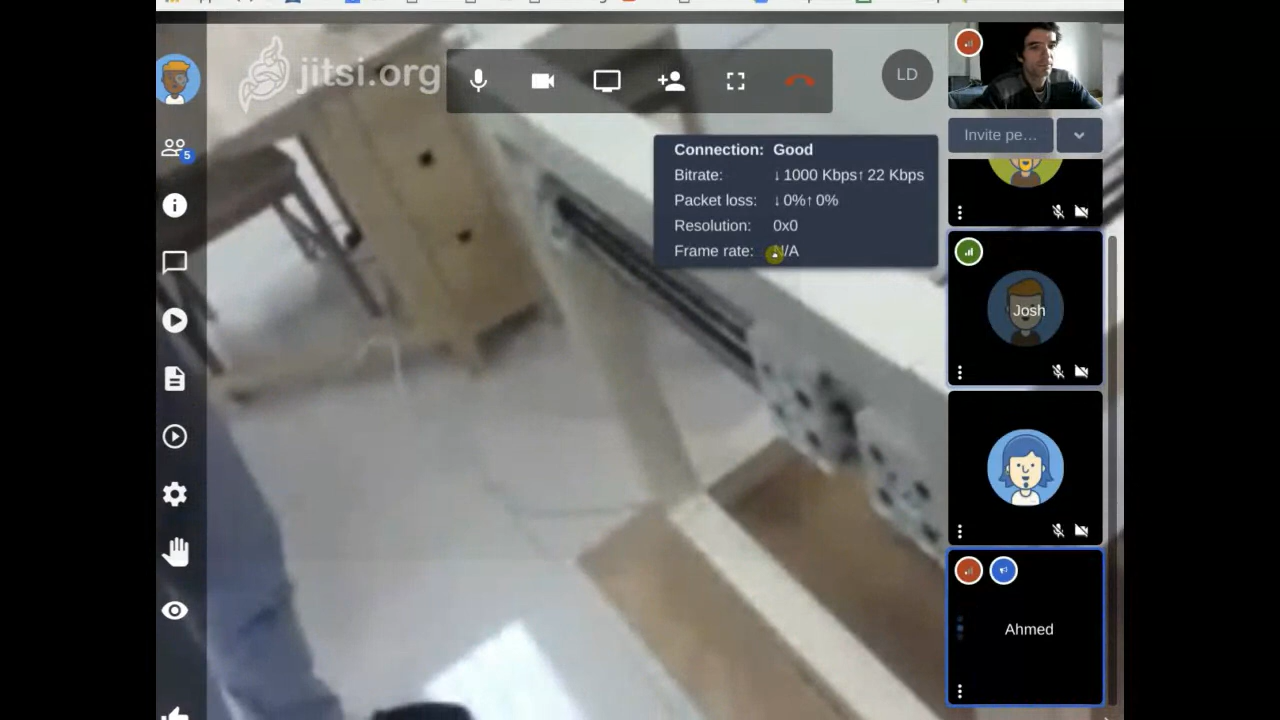 jitsi.org
LD
Invite pe...
5
Connection: Good
Bitrate: ↓1000 Kbps↑ 22 Kbps
Packet loss: ↓0%↑ 0%
Resolution: 0x0
Frame rate: N/A
Josh
Ahmed